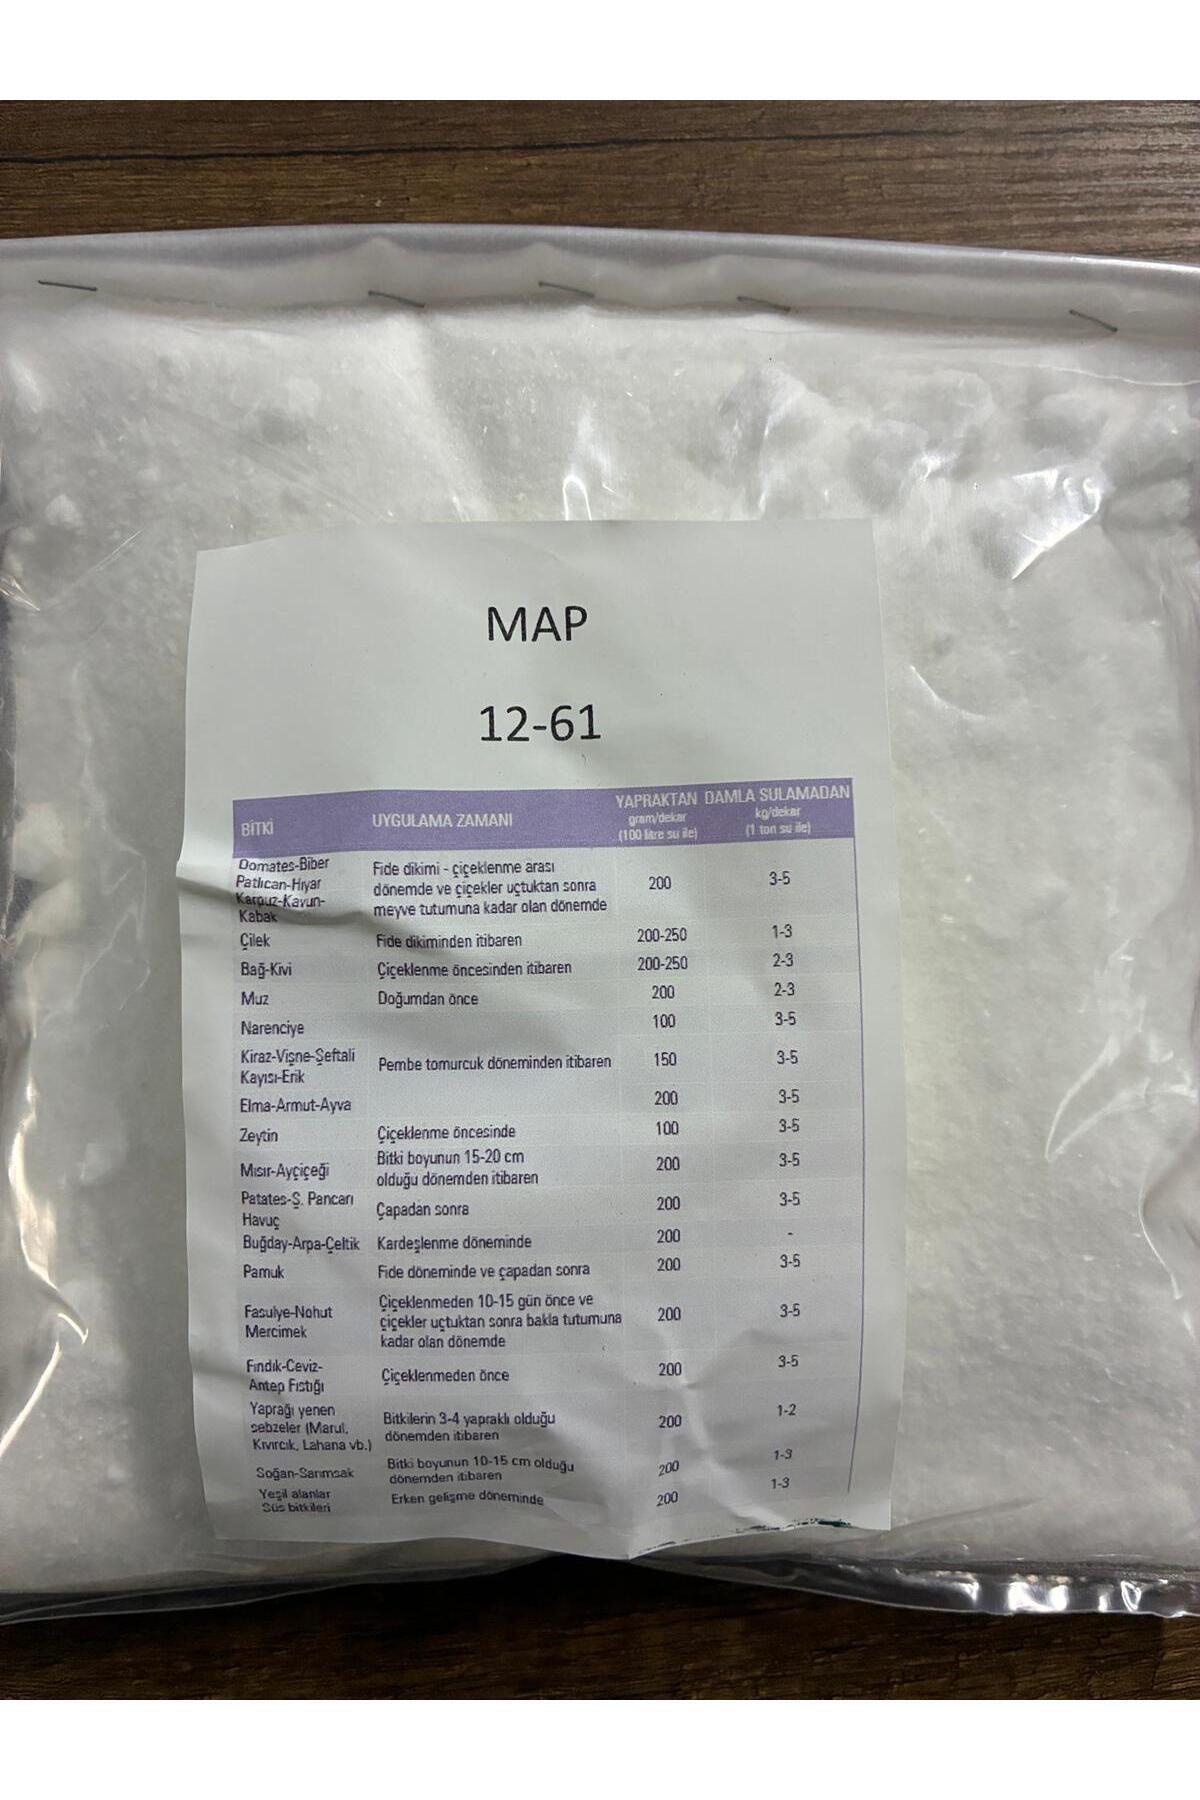 MAP
12-61
BİTKİ UYGULAMA ZAMANI YAPRAKTAN gram/dekar (100 litre su ile) DAMLA SULAMADAN kg/dekar (1 ton su ile)
Domates-Biber
Patlıcan-Hıyar
Karpuz-Kavun-
Kabak
Fide dikimi - çiçeklenme arası
dönemde ve çiçekler uçtuktan sonra
meyve tutumuna kadar olan dönemde
200 3-5
Çilek Fide dikiminden itibaren 200-250 1-3
Bağ-Kivi Çiçeklenme öncesinden itibaren 200-250 2-3
Muz Doğumdan önce 200 2-3
Narenciye 100 3-5
Kiraz-Vişne-Şeftali
Kayısı-Erik
Pembe tomurcuk döneminden itibaren 150 3-5
Elma-Armut-Ayva 200 3-5
Zeytin Çiçeklenme öncesinde 100 3-5
Mısır-Ayçiçeği
Bitki boyunun 15-20 cm
olduğu dönemden itibaren
200 3-5
Patates-Ş. Pancarı
Havuç
Çapadan sonra 200 3-5
Buğday-Arpa-Çeltik Kardeşlenme döneminde 200 -
Pamuk Fide döneminde ve çapadan sonra 200 3-5
Fasulye-Nohut
Mercimek
Çiçeklenmeden 10-15 gün önce ve
çiçekler uçtuktan sonra bakla tutumuna
kadar olan dönemde
200 3-5
Fındık-Ceviz-
Antep Fıstığı
Çiçeklenmeden önce 200 3-5
Yaprağı yenen
sebzeler (Marul,
Kıvırcık, Lahana vb.)
Bitkilerin 3-4 yapraklı olduğu
dönemden itibaren
200 1-2
Soğan-Sarımsak
Bitki boyunun 10-15 cm olduğu
dönemden itibaren
200 1-3
Yeşil alanlar
Süs bitkileri
Erken gelişme döneminde 200 1-3